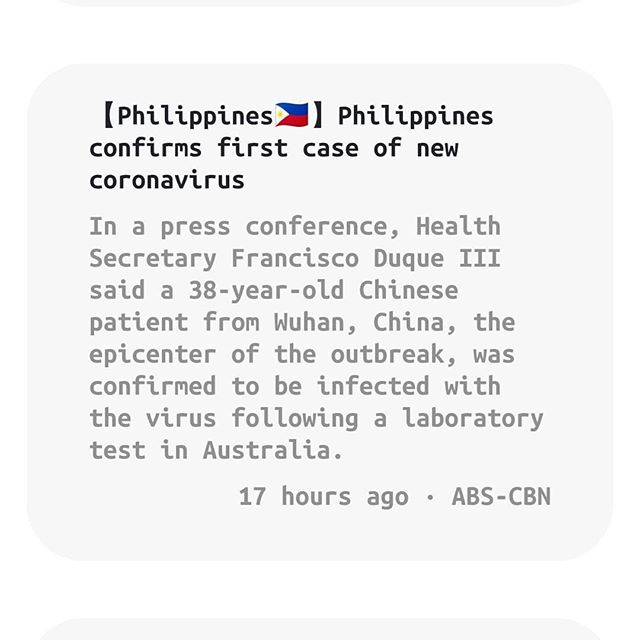 【Philippines🇵🇭】Philippines
confirms first case of new
coronavirus
In a press conference, Health
Secretary Francisco Duque III
said a 38-year-old Chinese
patient from Wuhan, China, the
epicenter of the outbreak, was
confirmed to be infected with
the virus following a laboratory
test in Australia.
17 hours ago · ABS-CBN